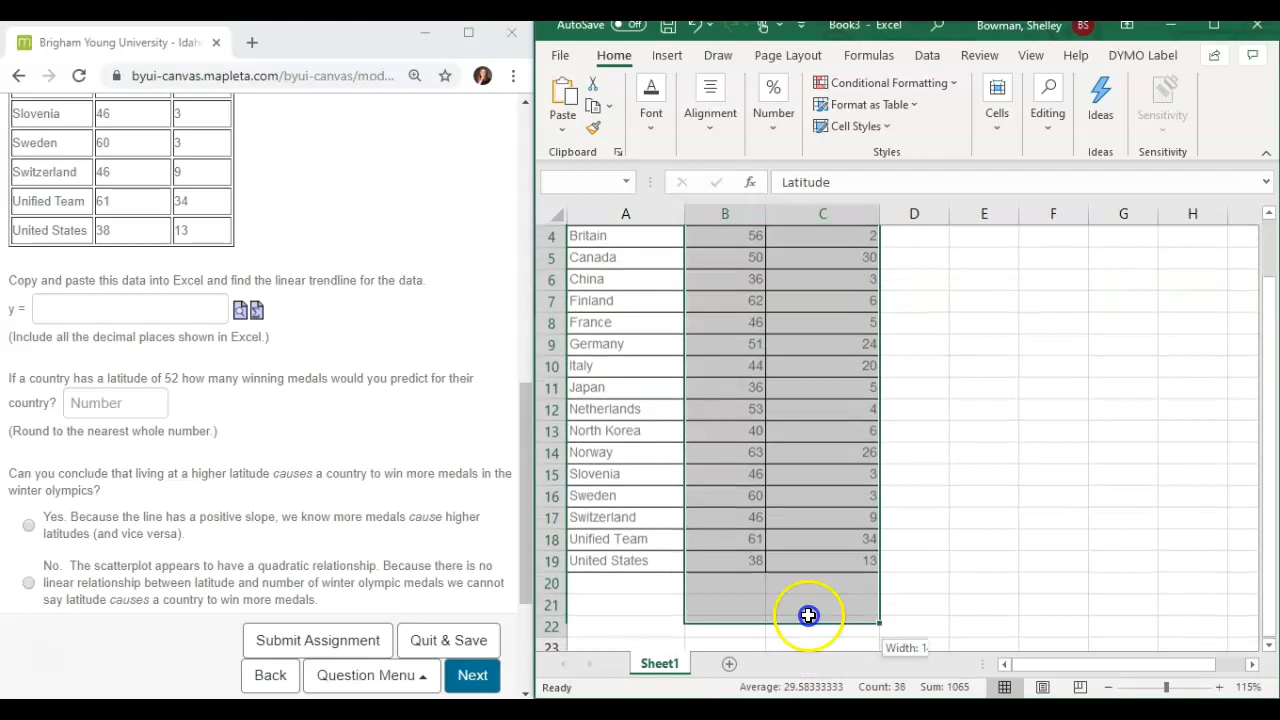 Brigham Young University - Idah
byui-canvas.mapleta.com/byui-canvas/mod...
Slovenia 46 3
Sweden 60 3
Switzerland 46 9
Unified Team 61 34
United States 38 13
Copy and paste this data into Excel and find the linear trendline for the data.
y =
(Include all the decimal places shown in Excel.)
If a country has a latitude of 52 how many winning medals would you predict for their
country? Number
(Round to the nearest whole number.)
Can you conclude that living at a higher latitude causes a country to win more medals in the
winter olympics?
Yes. Because the line has a positive slope, we know more medals cause higher
latitudes (and vice versa).
No. The scatterplot appears to have a quadratic relationship. Because there is no
linear relationship between latitude and number of winter olympic medals we cannot
say latitude causes a country to win more medals.
Submit Assignment Quit & Save
Back Question Menu Next
AutoSave Off Book3 - Excel Bowman, Shelley BS
File Home Insert Draw Page Layout Formulas Data Review View Help DYMO Label
Paste Font Alignment Number Conditional Formatting Format as Table Cell Styles Cells Editing Ideas Sensitivity
Clipboard Styles Ideas Sensitivity
fx Latitude
A B C D E F G H
4 Britain 56 2
5 Canada 50 30
6 China 36 3
7 Finland 62 6
8 France 46 5
9 Germany 51 24
10 Italy 44 20
11 Japan 36 5
12 Netherlands 53 4
13 North Korea 40 6
14 Norway 63 26
15 Slovenia 46 3
16 Sweden 60 3
17 Switzerland 46 9
18 Unified Team 61 34
19 United States 38 13
20
21
22
23
Width: 14
Sheet1
Ready Average: 29.58333333 Count: 38 Sum: 1065 115%